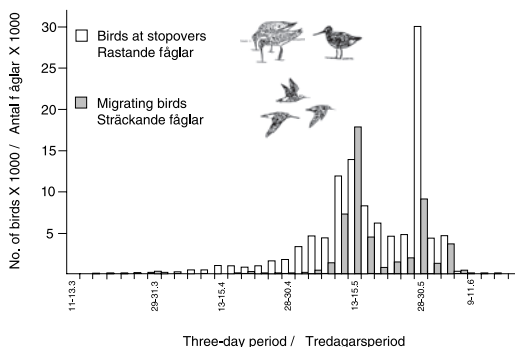 No. of birds X 1000 / Antal f åglar X 1000
30
25
20
15
10
5
Birds at stopovers
Rastande fåglar
Migrating birds
Sträckande fåglar
11-13.3
29-31.3
13-15.4
28-30.4
13-15.5
28-30.5
9-11.6
Three-day period / Tredagarsperiod